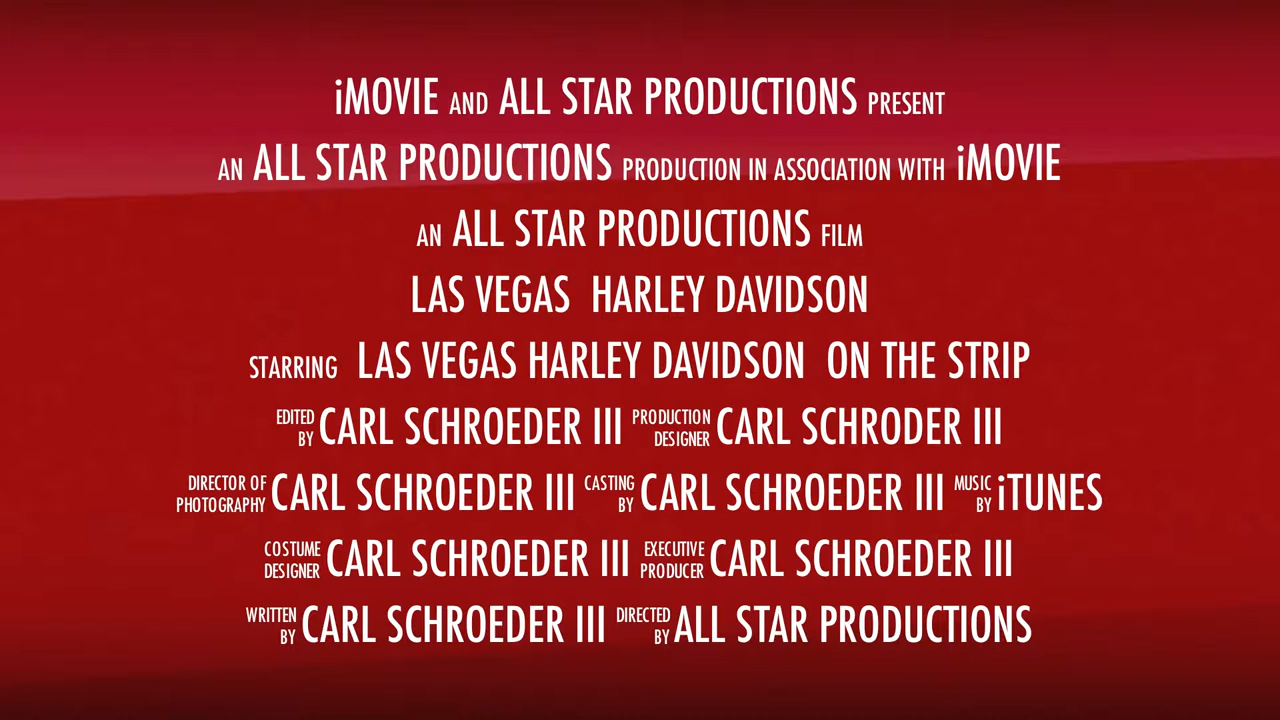 iMOVIE AND ALL STAR PRODUCTIONS PRESENT
AN ALL STAR PRODUCTIONS PRODUCTION IN ASSOCIATION WITH iMOVIE
AN ALL STAR PRODUCTIONS FILM
LAS VEGAS HARLEY DAVIDSON
STARRING LAS VEGAS HARLEY DAVIDSON ON THE STRIP
EDITED BY CARL SCHROEDER III PRODUCTION DESIGNER CARL SCHRODER III
DIRECTOR OF PHOTOGRAPHY CARL SCHROEDER III CASTING BY CARL SCHROEDER III MUSIC BY iTUNES
COSTUME DESIGNER CARL SCHROEDER III EXECUTIVE PRODUCER CARL SCHROEDER III
WRITTEN BY CARL SCHROEDER III DIRECTED BY ALL STAR PRODUCTIONS